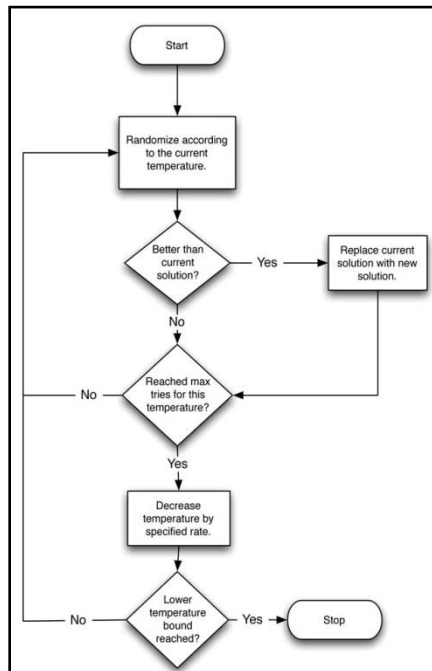 Start
Randomize according
to the current
temperature.
Better than
current
solution?
Yes
Replace current
solution with new
solution.
No
Reached max
tries for this
temperature?
No
Yes
Decrease
temperature by
specified rate.
Lower
temperature
bound
reached?
No
Yes
Stop